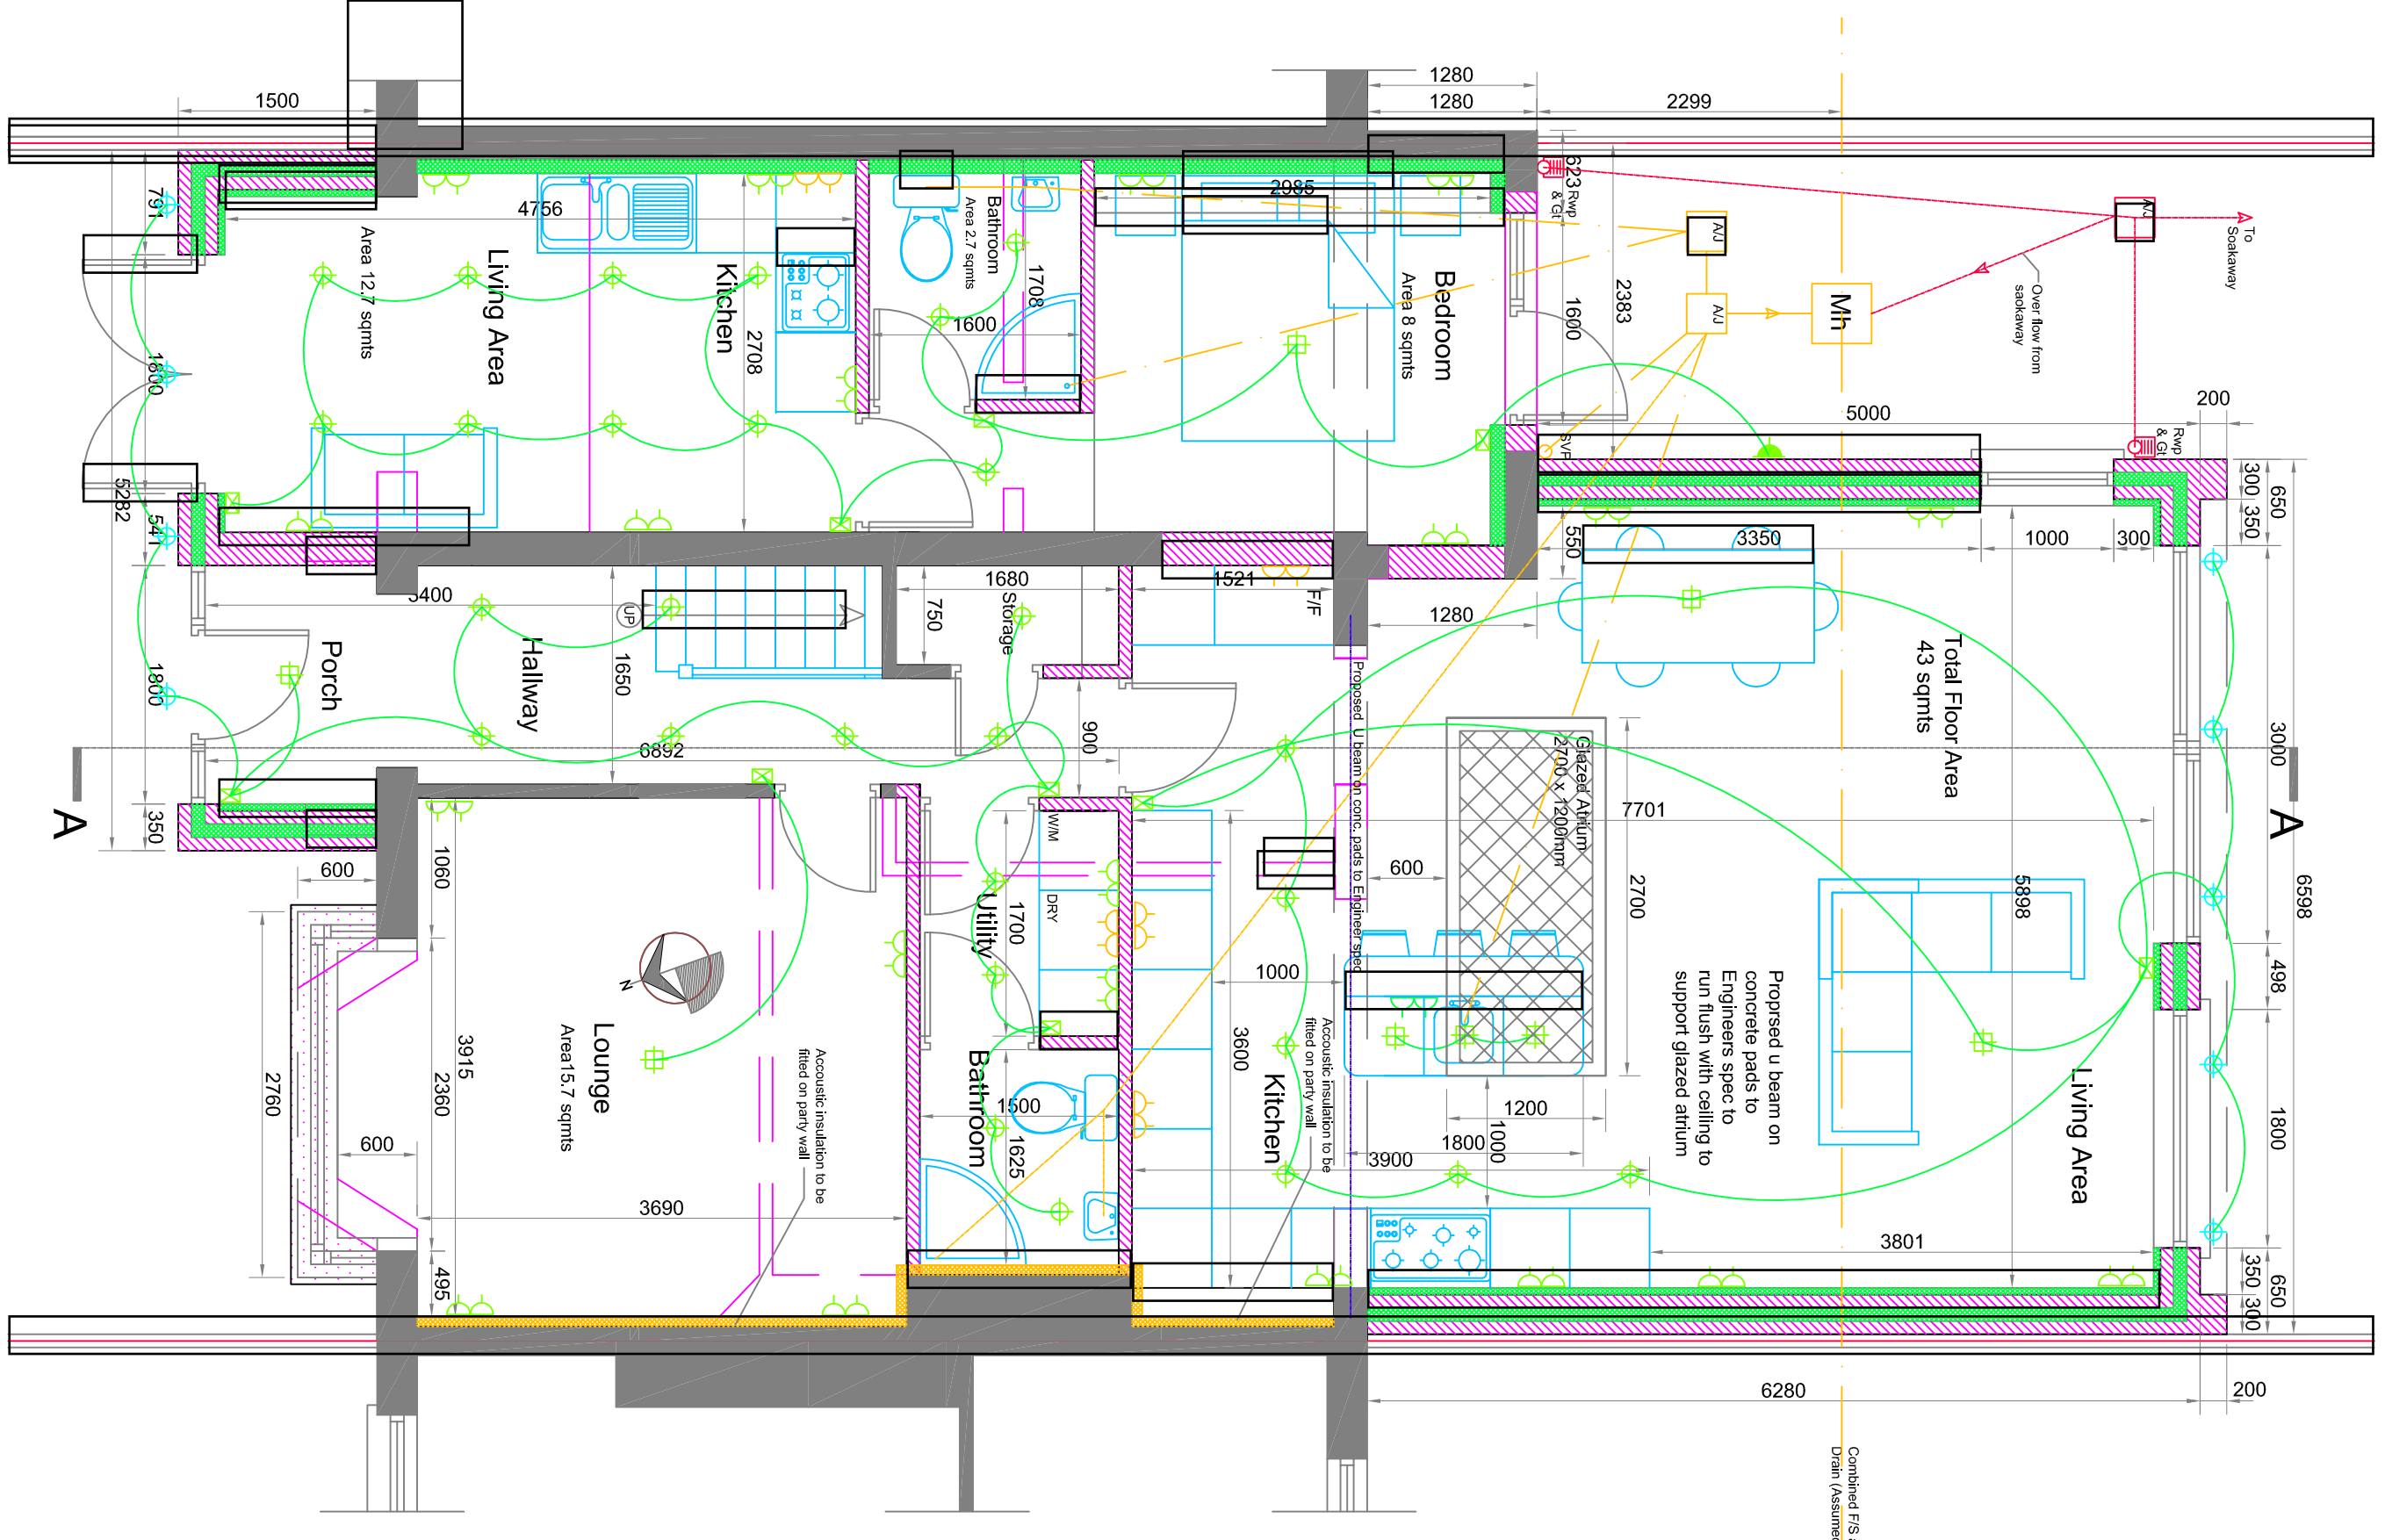 1280
1280
2299
1500
623
Rwp
& Gt
2383
1600
A/J
A/J
A/J
Mh
To
Soakaway
Over flow from
saokaway
2985
4756
791
Area 12.7 sqmts
Living Area
Kitchen
2708
Bathroom
Area 2.7 sqmts
1708
1600
Bedroom
Area 8 sqmts
1800
5282
541
SVP
5000
200
Rwp
& Gt
300
350
650
550
3350
1000
300
1280
5400
UP
1650
1680
750
Storage
1521
F/F
900
Porch
Hallway
1800
6892
350
A
A
Total Floor Area
43 sqmts
3000
6598
Proposed U beam on conc. pads to Engineer spec
Glazed Atrium
2700 x 1200mm
7701
600
2700
5898
498
1800
W/M
DRY
Utility
1700
1000
3600
Kitchen
Accoustic insulation to be
fitted on party wall
1200
1000
1800
3900
Proprsed u beam on
concrete pads to
Engineers spec to
run flush with ceiling to
support glazed atrium
Living Area
3801
350
650
300
600
1060
2760
2360
3915
600
495
N
Lounge
Area15.7 sqmts
3690
Accoustic insulation to be
fitted on party wall
Bathroom
1500
1625
6280
200
Combined F/S
Drain (Assumed